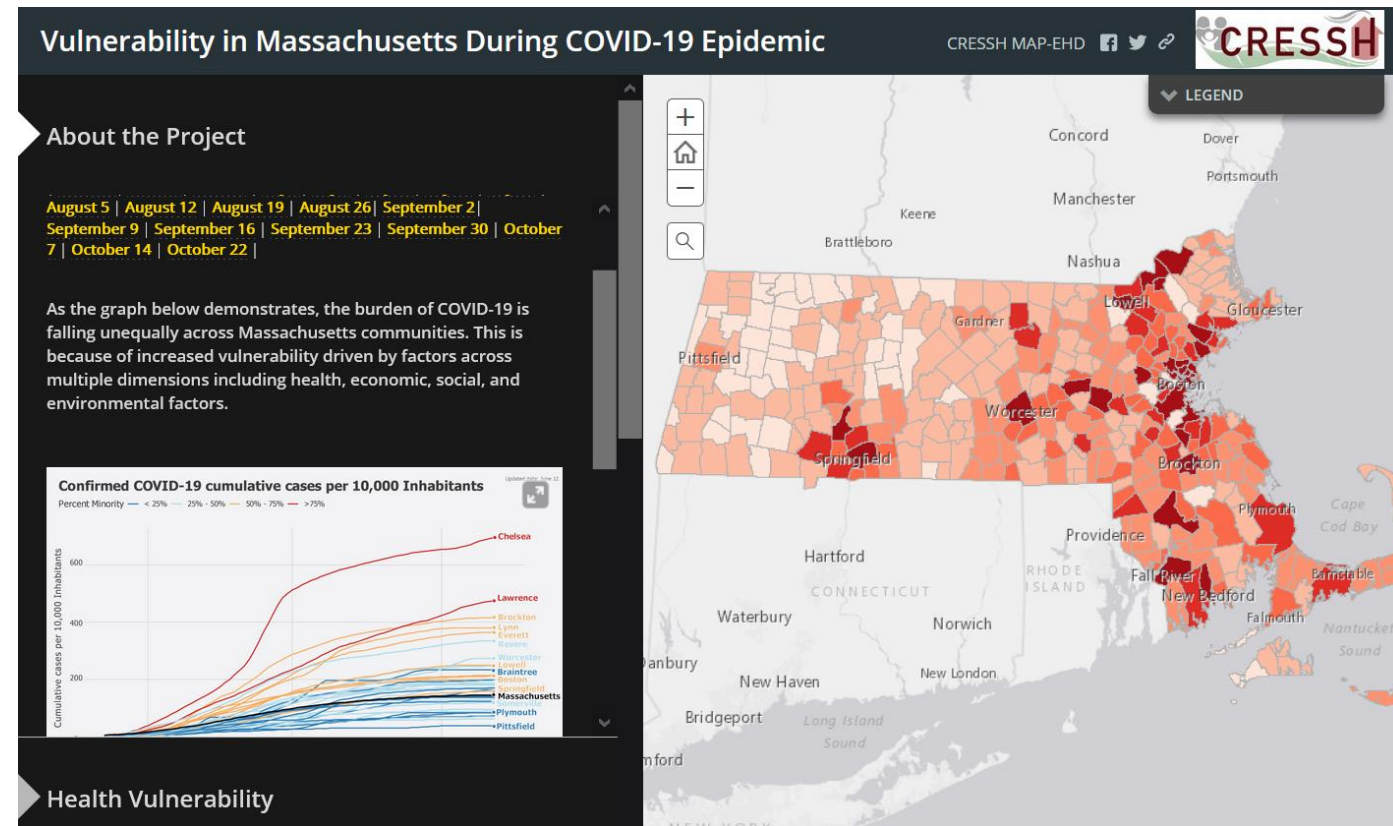 Vulnerability in Massachusetts During COVID-19 Epidemic
CRESSH MAP-EHD
CRESSH
About the Project
August 5 | August 12 | August 19 | August 26| September 2|
September 9 | September 16 | September 23 | September 30 | October
7 | October 14 | October 22 |
As the graph below demonstrates, the burden of COVID-19 is
falling unequally across Massachusetts communities. This is
because of increased vulnerability driven by factors across
multiple dimensions including health, economic, social, and
environmental factors.
Confirmed COVID-19 cumulative cases per 10,000 Inhabitants
Updated date: June 12
Percent Minority < 25% 25% - 50% 50% - 75% >75%
Cumulative cases per 10,000 Inhabitants
600
400
200
Chelsea
Lawrence
Brockton
Lynn
Everett
Revere
Worcester
Lowell
Braintree
Boston
Springfield
Massachusetts
Somerville
Plymouth
Pittsfield
Health Vulnerability
+
−
LEGEND
Concord
Dover
Portsmouth
Manchester
Keene
Brattleboro
Nashua
Lowell
Gloucester
Gardner
Pittsfield
Boston
Worcester
Springfield
Brockton
Plymouth
Cape
Cod Bay
Providence
Hartford
RHODE
ISLAND
Fall River
Barnstable
CONNECTICUT
New Bedford
Waterbury
Norwich
Falmouth
Nantucket
Sound
anbury
New Haven
New London
Bridgeport
Long Island
Sound
mford
NEW YORK